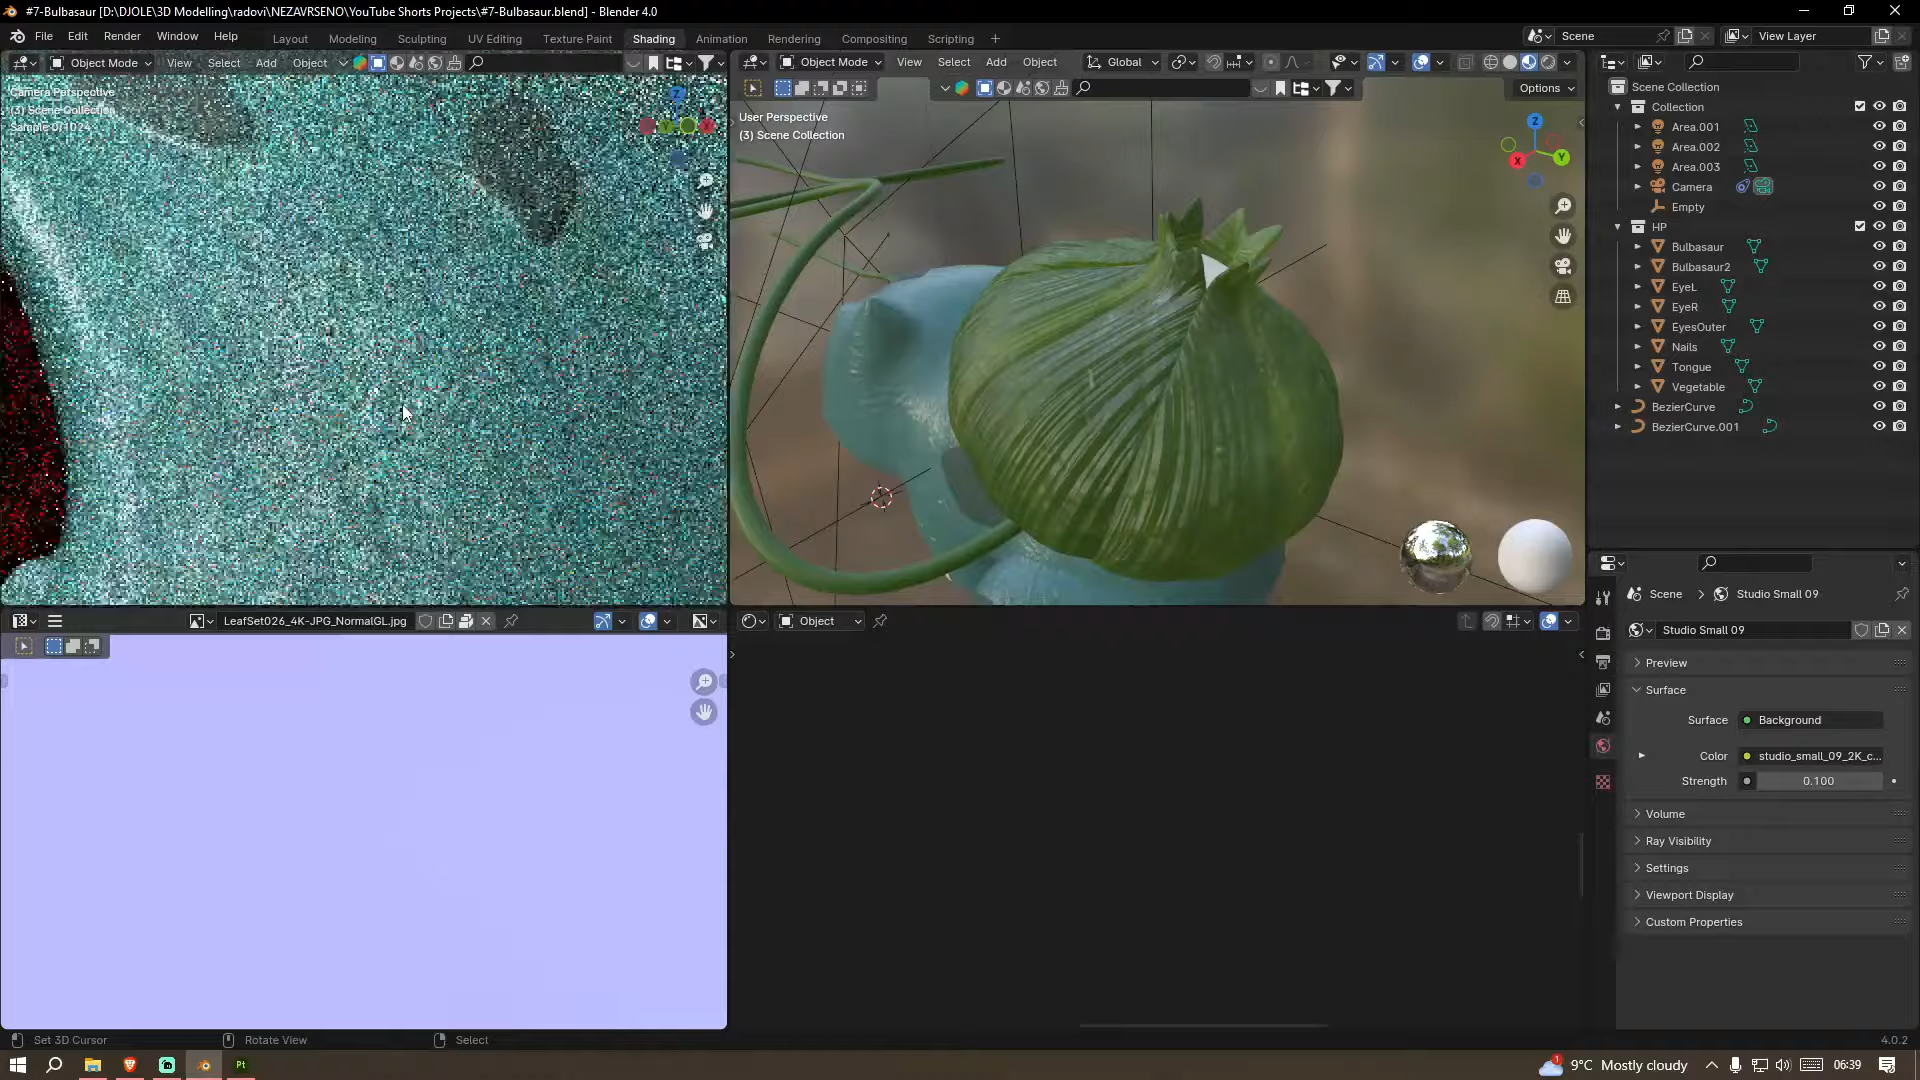 #7-Bulbasaur [D:\DJOLE\3D Modelling\radovi\NEZAVRSENO\YouTube Shorts Projects\#7-Bulbasaur.blend] - Blender 4.0
File Edit Render Window Help
Layout Modeling Sculpting UV Editing Texture Paint Shading Animation Rendering Compositing Scripting
Scene
View Layer
Object Mode View Select Add Object
Object Mode View Select Add Object
Global
Options
Camera Perspective
(3) Scene Collection
Sample 0/1024
User Perspective
(3) Scene Collection
Z
Y
X
Z
X
Y
Scene Collection
Collection
Area.001
Area.002
Area.003
Camera
Empty
HP
Bulbasaur
Bulbasaur2
EyeL
EyeR
EyesOuter
Nails
Tongue
Vegetable
BezierCurve
BezierCurve.001
Scene
Studio Small 09
Studio Small 09
Preview
Surface
Surface Background
Color studio_small_09_2K_c...
Strength 0.100
Volume
Ray Visibility
Settings
Viewport Display
Custom Properties
LeafSet026_4K-JPG_NormalGL.jpg
Object
Set 3D Cursor
Rotate View
Select
4.0.2
Pt
1
9°C Mostly cloudy
06:39